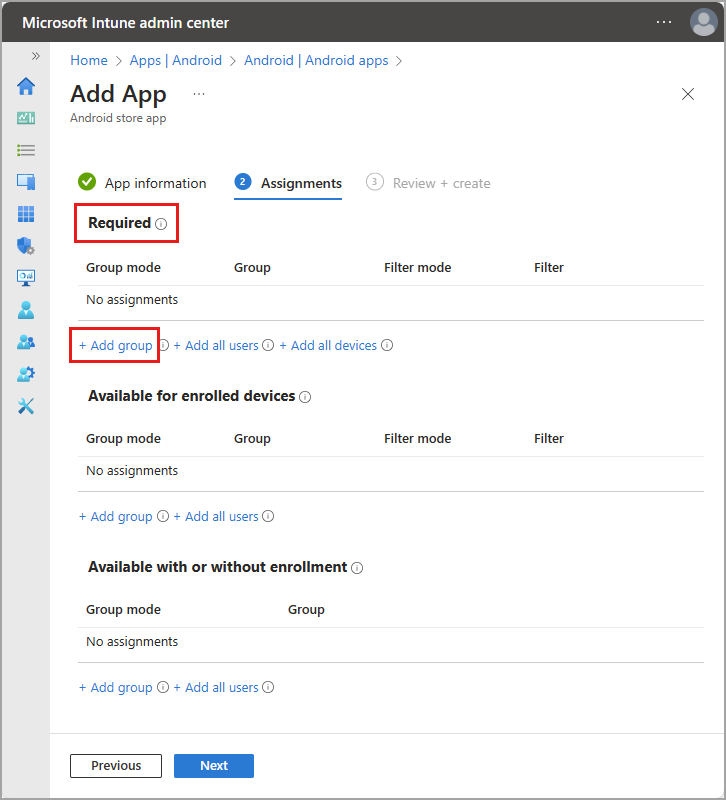 Microsoft Intune admin center ...
»
Home > Apps | Android > Android | Android apps >
Add App ...
Android store app
App information 2 Assignments 3 Review + create
Required
Group mode Group Filter mode Filter
No assignments
+ Add group + Add all users + Add all devices
Available for enrolled devices
Group mode Group Filter mode Filter
No assignments
+ Add group + Add all users
Available with or without enrollment
Group mode Group
No assignments
+ Add group + Add all users
Previous Next